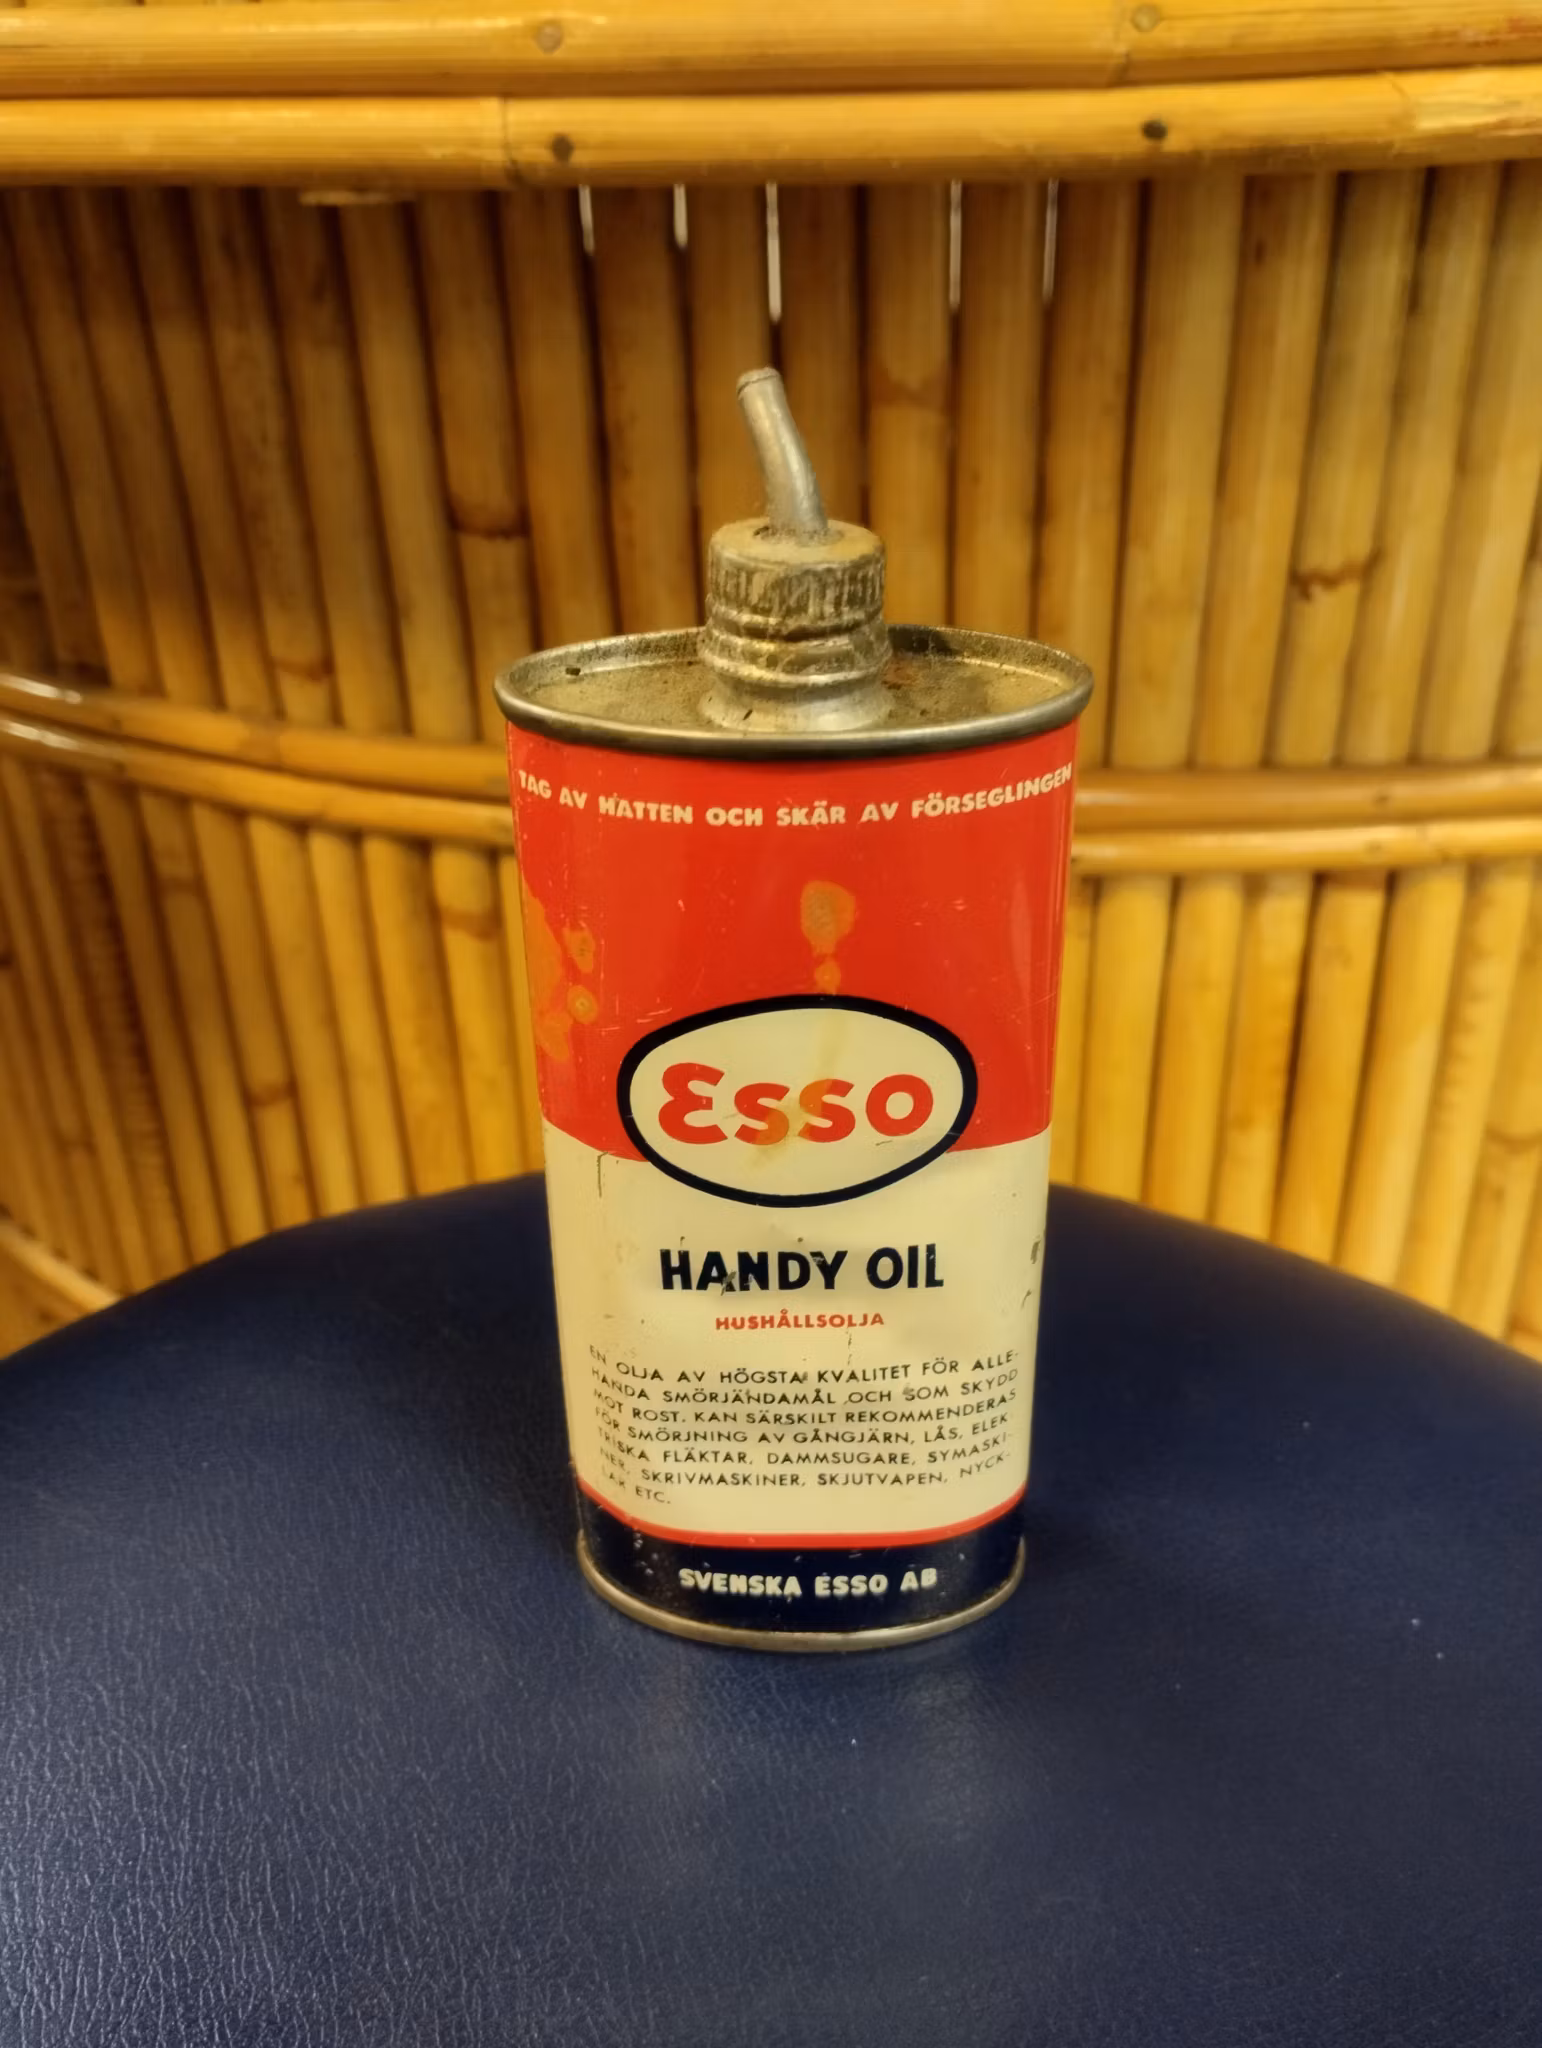 TAG AV HATTEN OCH SKÄR AV FÖRSEGLINGEN
Esso
HANDY OIL
HUSHÅLLSOLJA
EN OLJA AV HÖGSTA KVALITET FÖR ALLE-
HANDA SMÖRJÄNDAMÅL OCH SOM SKYDD
MOT ROST. KAN SÄRSKILT REKOMMENDERAS
FÖR SMÖRJNING AV GÅNGJÄRN, LÅS, ELEK-
TRISKA FLÄKTAR, DAMMSUGARE, SYMASKI-
NER, SKRIVMASKINER, SKJUTVAPEN, NYCK-
LAR ETC.
SVENSKA ESSO AB